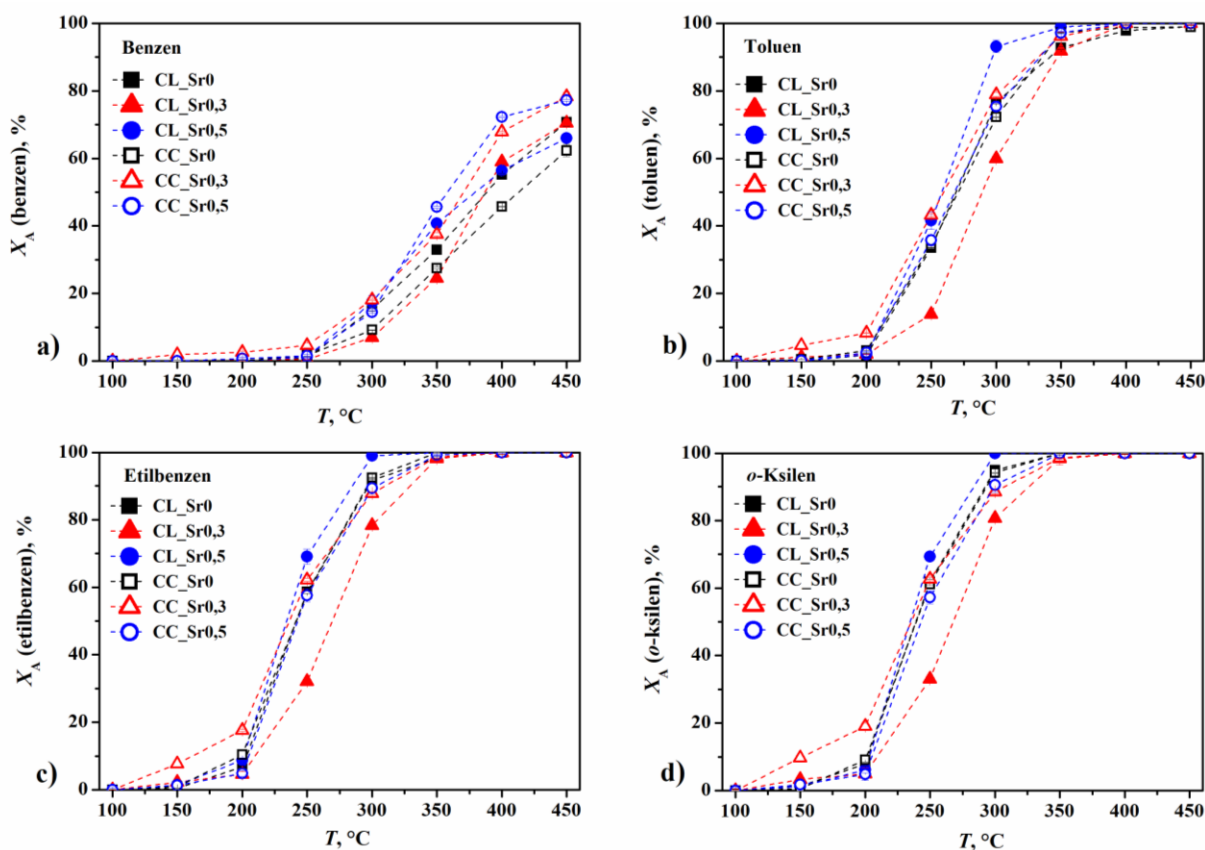 Benzen
CL_Sr0
CL_Sr0,3
CL_Sr0,5
CC_Sr0
CC_Sr0,3
CC_Sr0,5
a)
X_A (benzen), %
100
80
60
40
20
0
100 150 200 250 300 350 400 450
T, °C
Toluen
CL_Sr0
CL_Sr0,3
CL_Sr0,5
CC_Sr0
CC_Sr0,3
CC_Sr0,5
b)
X_A (toluen), %
100
80
60
40
20
0
100 150 200 250 300 350 400 450
T, °C
Etilbenzen
CL_Sr0
CL_Sr0,3
CL_Sr0,5
CC_Sr0
CC_Sr0,3
CC_Sr0,5
c)
X_A (etilbenzen), %
100
80
60
40
20
0
100 150 200 250 300 350 400 450
T, °C
o-Ksilen
CL_Sr0
CL_Sr0,3
CL_Sr0,5
CC_Sr0
CC_Sr0,3
CC_Sr0,5
d)
X_A (o-ksilen), %
100
80
60
40
20
0
100 150 200 250 300 350 400 450
T, °C